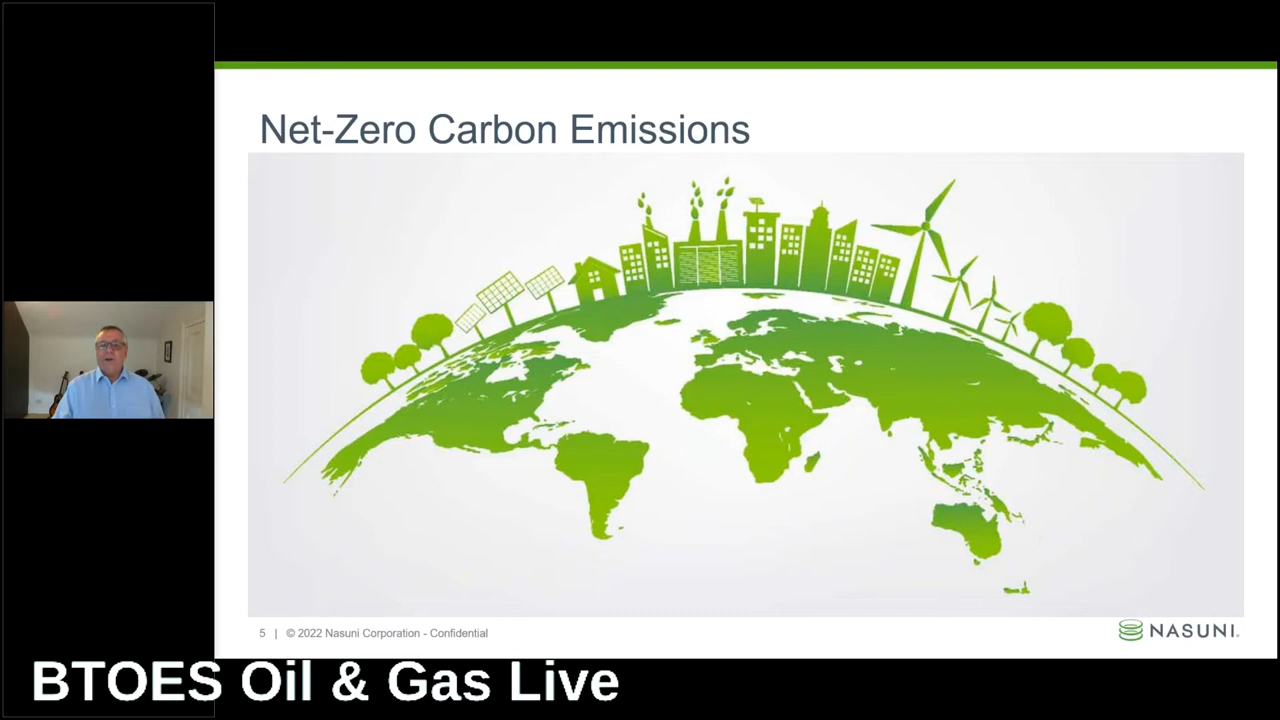 Net-Zero Carbon Emissions
5 | © 2022 Nasuni Corporation - Confidential
NASUNI
BTOES Oil & Gas Live